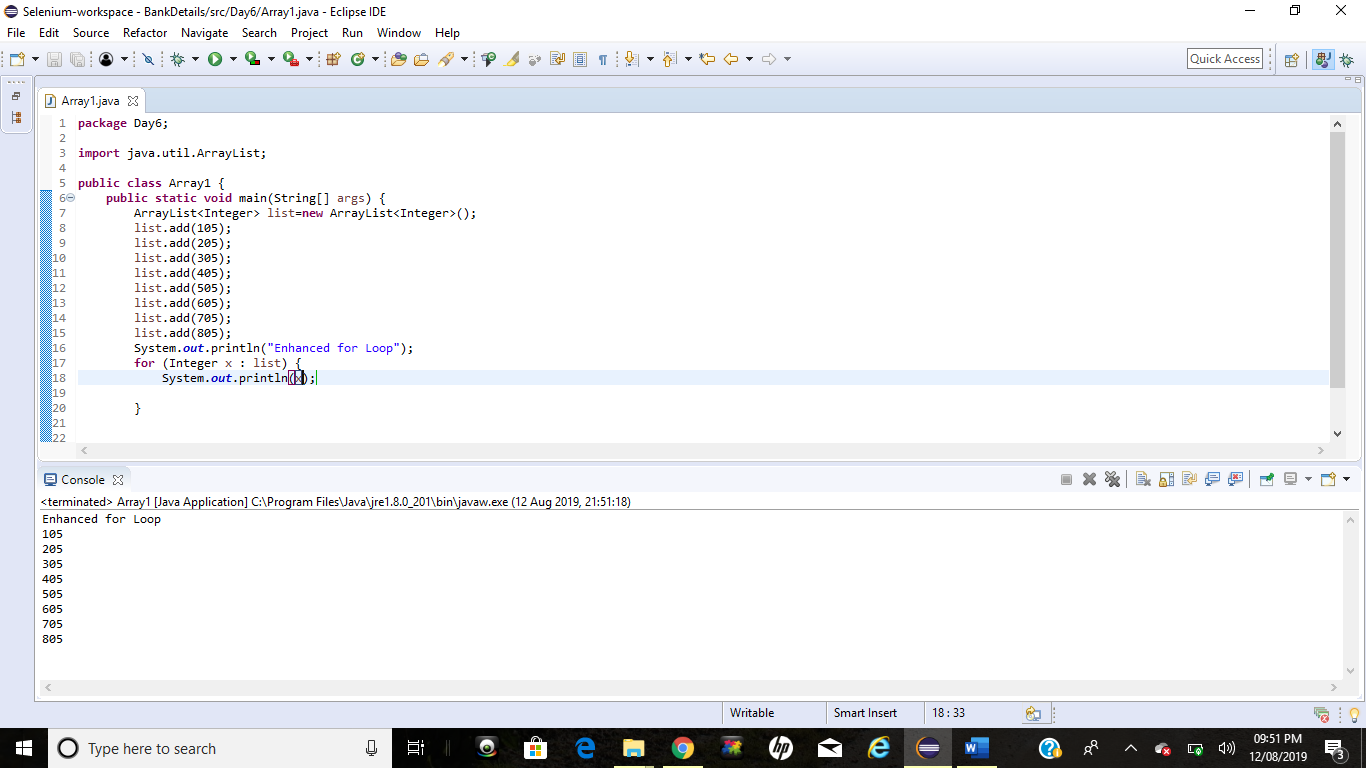 Selenium-workspace - BankDetails/src/Day6/Array1.java - Eclipse IDE
File Edit Source Refactor Navigate Search Project Run Window Help
Quick Access
Array1.java
1 package Day6;
2
3 import java.util.ArrayList;
4
5 public class Array1 {
6 public static void main(String[] args) {
7 ArrayList<Integer> list=new ArrayList<Integer>();
8 list.add(105);
9 list.add(205);
10 list.add(305);
11 list.add(405);
12 list.add(505);
13 list.add(605);
14 list.add(705);
15 list.add(805);
16 System.out.println("Enhanced for Loop");
17 for (Integer x : list) {
18 System.out.println(x);
19
20 }
21
22
Console
<terminated> Array1 [Java Application] C:\Program Files\Java\jre1.8.0_201\bin\javaw.exe (12 Aug 2019, 21:51:18)
Enhanced for Loop
105
205
305
405
505
605
705
805
Writable Smart Insert 18 : 33
Type here to search
09:51 PM
12/08/2019
3